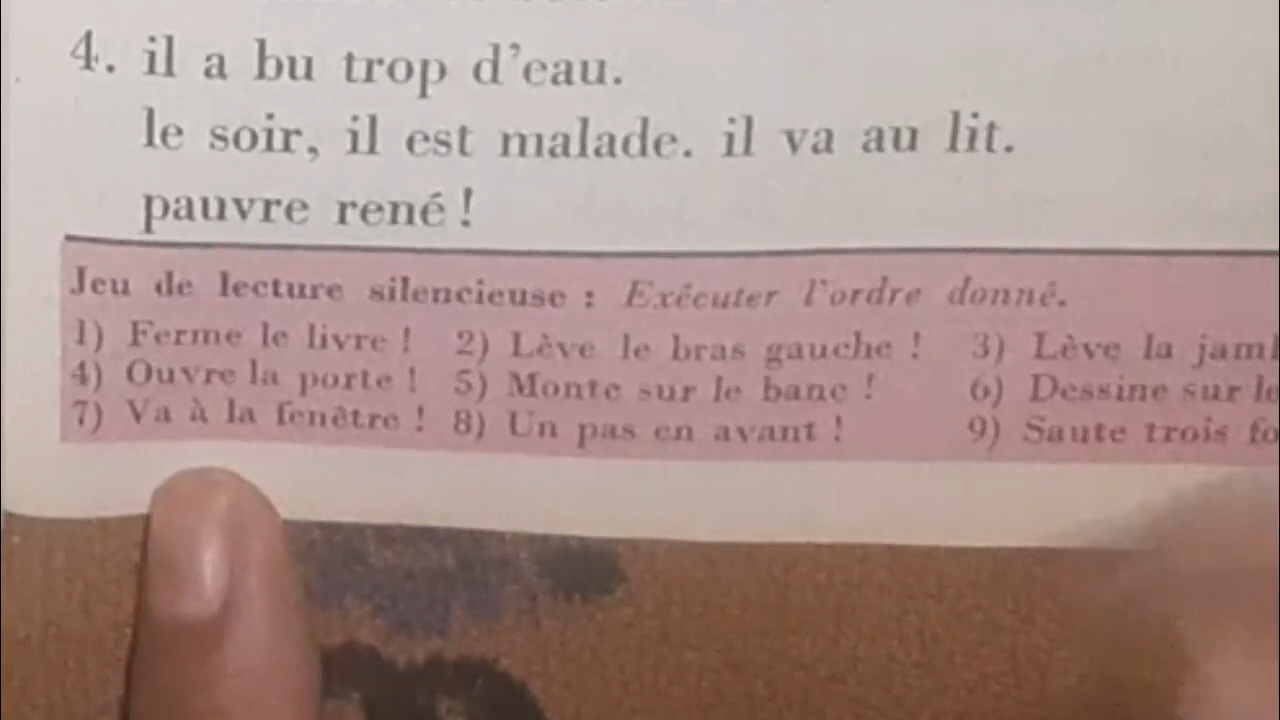 4. il a bu trop d'eau.
le soir, il est malade. il va au lit.
pauvre rené !
Jeu de lecture silencieuse : Exécuter l'ordre donné.
1) Ferme le livre ! 2) Lève le bras gauche ! 3) Lève la
4) Ouvre la porte ! 5) Monte sur le banc ! 6) Dessine sur
7) Va à la fenêtre ! 8) Un pas en avant ! 9) Saute trois